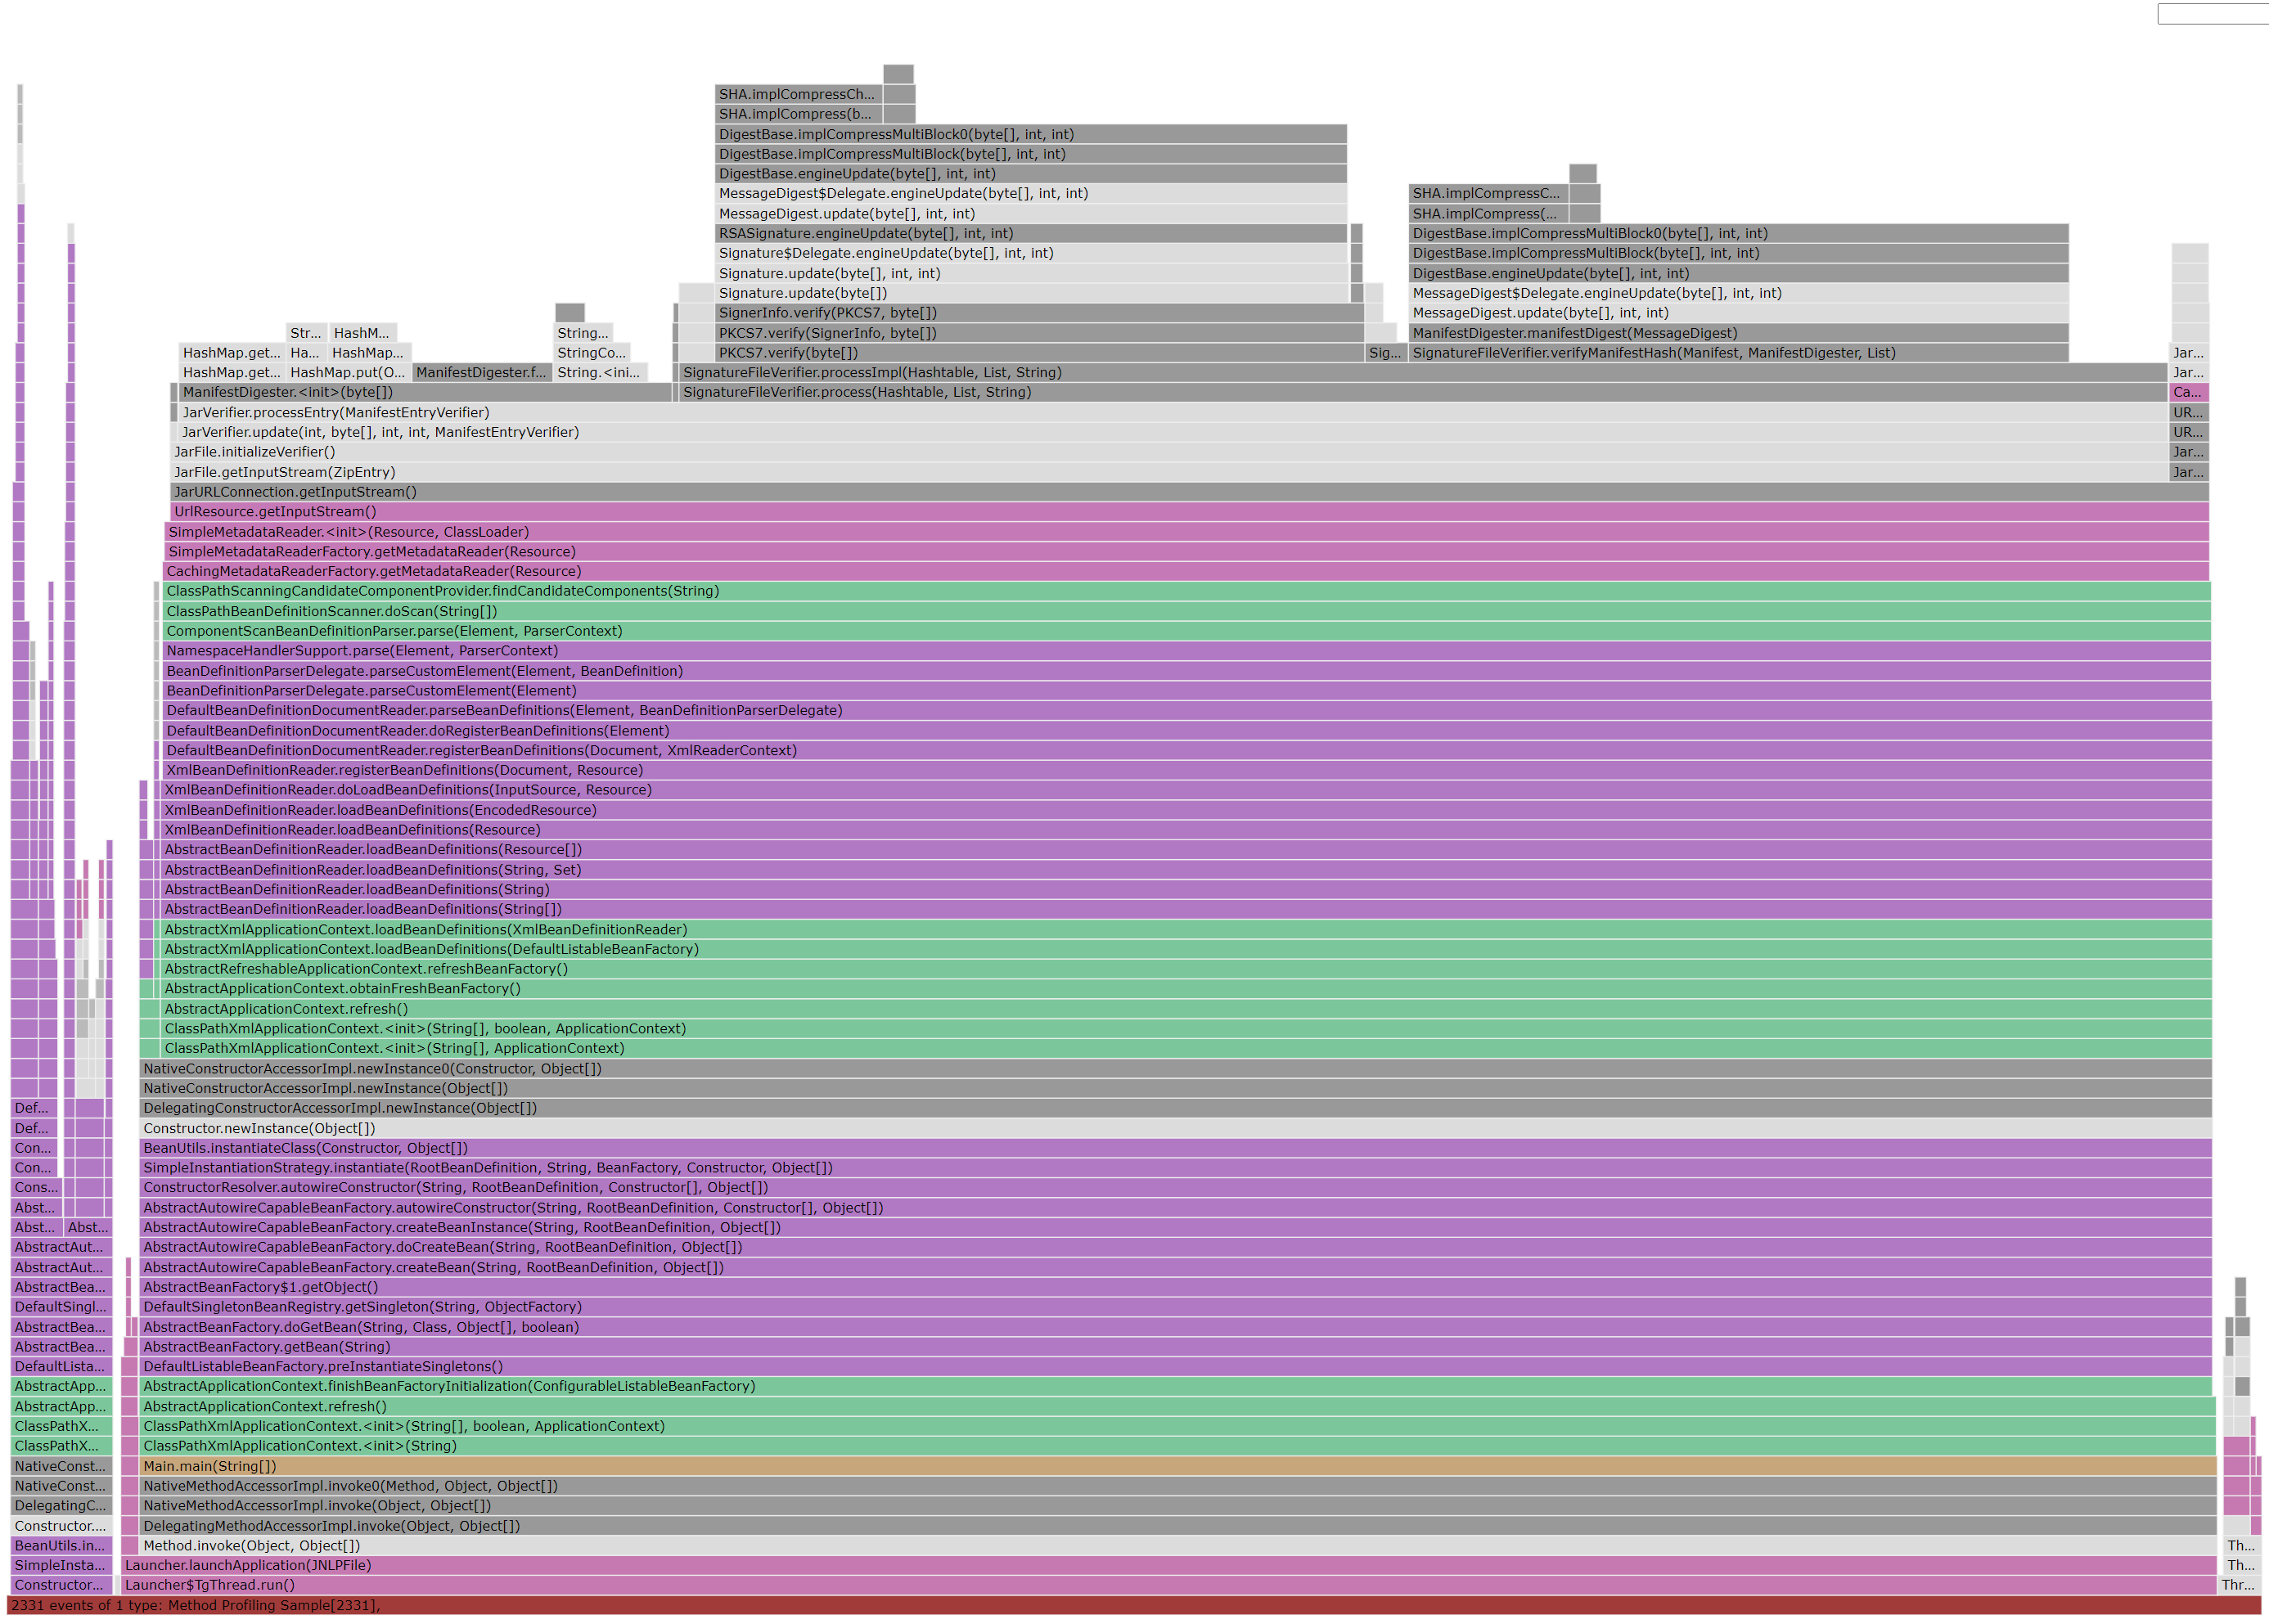 SHA.implCompressCh...
SHA.implCompress(b...
DigestBase.implCompressMultiBlock0(byte[], int, int)
DigestBase.implCompressMultiBlock(byte[], int, int)
DigestBase.engineUpdate(byte[], int, int)
MessageDigest$Delegate.engineUpdate(byte[], int, int) SHA.implCompressC...
MessageDigest.update(byte[], int, int) SHA.implCompress(...
RSASignature.engineUpdate(byte[], int, int) DigestBase.implCompressMultiBlock0(byte[], int, int)
Signature$Delegate.engineUpdate(byte[], int, int) DigestBase.implCompressMultiBlock(byte[], int, int)
Signature.update(byte[], int, int) DigestBase.engineUpdate(byte[], int, int)
Signature.update(byte[]) MessageDigest$Delegate.engineUpdate(byte[], int, int)
SignerInfo.verify(PKCS7, byte[]) MessageDigest.update(byte[], int, int)
Str... HashM... String... PKCS7.verify(SignerInfo, byte[]) ManifestDigester.manifestDigest(MessageDigest)
HashMap.get... Ha... HashMap... StringCo... PKCS7.verify(byte[]) Sig... SignatureFileVerifier.verifyManifestHash(Manifest, ManifestDigester, List) Jar...
HashMap.get... HashMap.put(O... ManifestDigester.f... String.<ini... SignatureFileVerifier.processImpl(Hashtable, List, String) Jar...
ManifestDigester.<init>(byte[]) SignatureFileVerifier.process(Hashtable, List, String) Ca...
JarVerifier.processEntry(ManifestEntryVerifier) UR...
JarVerifier.update(int, byte[], int, int, ManifestEntryVerifier) UR...
JarFile.initializeVerifier() Jar...
JarFile.getInputStream(ZipEntry) Jar...
JarURLConnection.getInputStream()
UrlResource.getInputStream()
SimpleMetadataReader.<init>(Resource, ClassLoader)
SimpleMetadataReaderFactory.getMetadataReader(Resource)
CachingMetadataReaderFactory.getMetadataReader(Resource)
ClassPathScanningCandidateComponentProvider.findCandidateComponents(String)
ClassPathBeanDefinitionScanner.doScan(String[])
ComponentScanBeanDefinitionParser.parse(Element, ParserContext)
NamespaceHandlerSupport.parse(Element, ParserContext)
BeanDefinitionParserDelegate.parseCustomElement(Element, BeanDefinition)
BeanDefinitionParserDelegate.parseCustomElement(Element)
DefaultBeanDefinitionDocumentReader.parseBeanDefinitions(Element, BeanDefinitionParserDelegate)
DefaultBeanDefinitionDocumentReader.doRegisterBeanDefinitions(Element)
DefaultBeanDefinitionDocumentReader.registerBeanDefinitions(Document, XmlReaderContext)
XmlBeanDefinitionReader.registerBeanDefinitions(Document, Resource)
XmlBeanDefinitionReader.doLoadBeanDefinitions(InputSource, Resource)
XmlBeanDefinitionReader.loadBeanDefinitions(EncodedResource)
XmlBeanDefinitionReader.loadBeanDefinitions(Resource)
AbstractBeanDefinitionReader.loadBeanDefinitions(Resource[])
AbstractBeanDefinitionReader.loadBeanDefinitions(String, Set)
AbstractBeanDefinitionReader.loadBeanDefinitions(String)
AbstractBeanDefinitionReader.loadBeanDefinitions(String[])
AbstractXmlApplicationContext.loadBeanDefinitions(XmlBeanDefinitionReader)
AbstractXmlApplicationContext.loadBeanDefinitions(DefaultListableBeanFactory)
AbstractRefreshableApplicationContext.refreshBeanFactory()
AbstractApplicationContext.obtainFreshBeanFactory()
AbstractApplicationContext.refresh()
ClassPathXmlApplicationContext.<init>(String[], boolean, ApplicationContext)
ClassPathXmlApplicationContext.<init>(String[], ApplicationContext)
NativeConstructorAccessorImpl.newInstance0(Constructor, Object[])
NativeConstructorAccessorImpl.newInstance(Object[])
Def... DelegatingConstructorAccessorImpl.newInstance(Object[])
Def... Constructor.newInstance(Object[])
Con... BeanUtils.instantiateClass(Constructor, Object[])
Con... SimpleInstantiationStrategy.instantiate(RootBeanDefinition, String, BeanFactory, Constructor, Object[])
Cons... ConstructorResolver.autowireConstructor(String, RootBeanDefinition, Constructor[], Object[])
Abst... AbstractAutowireCapableBeanFactory.autowireConstructor(String, RootBeanDefinition, Constructor[], Object[])
Abst... Abst... AbstractAutowireCapableBeanFactory.createBeanInstance(String, RootBeanDefinition, Object[])
AbstractAut... AbstractAutowireCapableBeanFactory.doCreateBean(String, RootBeanDefinition, Object[])
AbstractAut... AbstractAutowireCapableBeanFactory.createBean(String, RootBeanDefinition, Object[])
AbstractBea... AbstractBeanFactory$1.getObject()
DefaultSingl... DefaultSingletonBeanRegistry.getSingleton(String, ObjectFactory)
AbstractBea... AbstractBeanFactory.doGetBean(String, Class, Object[], boolean)
AbstractBea... AbstractBeanFactory.getBean(String)
DefaultLista... DefaultListableBeanFactory.preInstantiateSingletons()
AbstractApp... AbstractApplicationContext.finishBeanFactoryInitialization(ConfigurableListableBeanFactory)
AbstractApp... AbstractApplicationContext.refresh()
ClassPathX... ClassPathXmlApplicationContext.<init>(String[], boolean, ApplicationContext)
ClassPathX... ClassPathXmlApplicationContext.<init>(String)
NativeConst... Main.main(String[])
NativeConst... NativeMethodAccessorImpl.invoke0(Method, Object, Object[])
DelegatingC... NativeMethodAccessorImpl.invoke(Object, Object[])
Constructor.... DelegatingMethodAccessorImpl.invoke(Object, Object[])
BeanUtils.in... Method.invoke(Object, Object[]) Th...
SimpleInsta... Launcher.launchApplication(JNLPFile) Th...
Constructor... Launcher$TgThread.run() Thr...
2331 events of 1 type: Method Profiling Sample[2331],